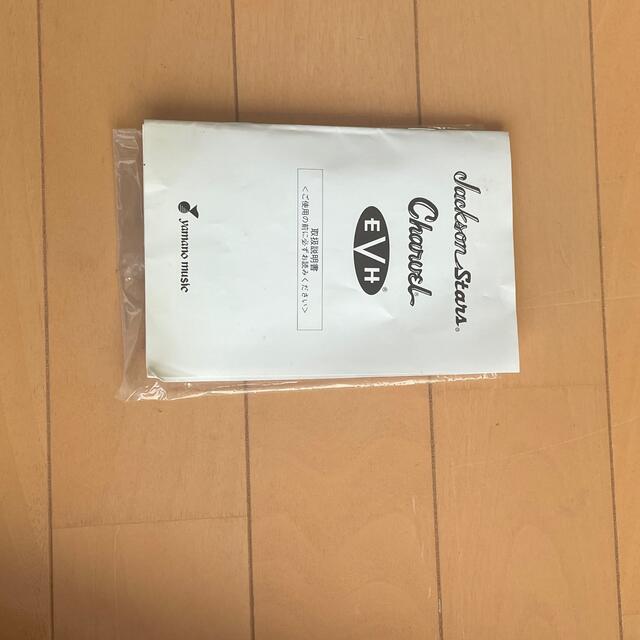 Jackson Stars®
Charvel
EVH®
取扱説明書
<ご使用の前に必ずお読みください>
yamano music